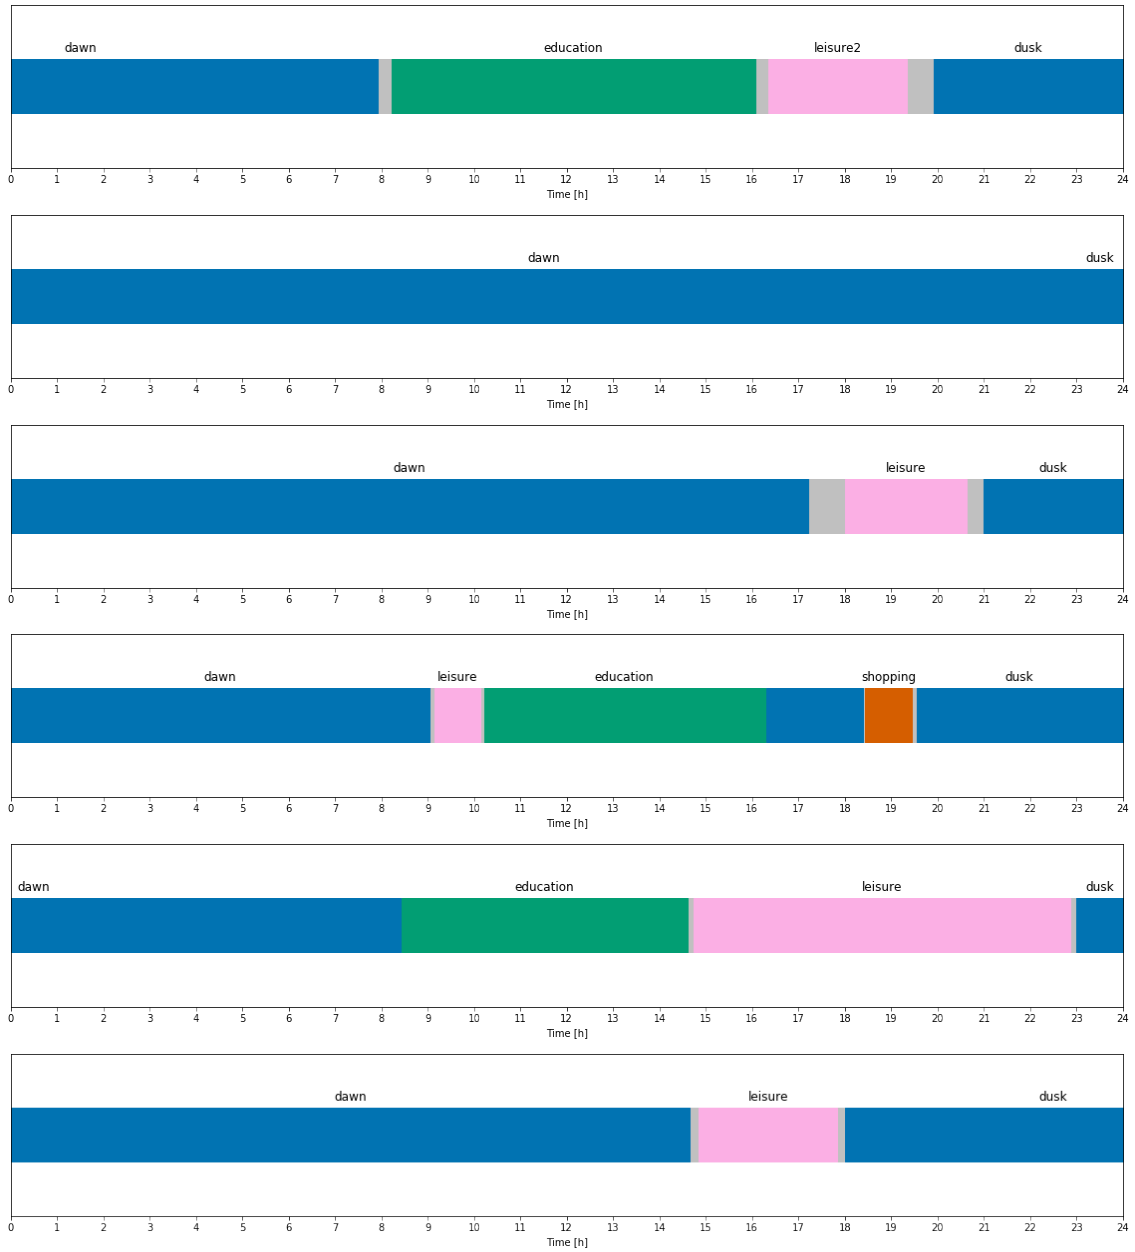 dawn education leisure2 dusk
0 1 2 3 4 5 6 7 8 9 10 11 12 13 14 15 16 17 18 19 20 21 22 23 24
Time [h]
dawn dusk
0 1 2 3 4 5 6 7 8 9 10 11 12 13 14 15 16 17 18 19 20 21 22 23 24
Time [h]
dawn leisure dusk
0 1 2 3 4 5 6 7 8 9 10 11 12 13 14 15 16 17 18 19 20 21 22 23 24
Time [h]
dawn leisure education shopping dusk
0 1 2 3 4 5 6 7 8 9 10 11 12 13 14 15 16 17 18 19 20 21 22 23 24
Time [h]
dawn education leisure dusk
0 1 2 3 4 5 6 7 8 9 10 11 12 13 14 15 16 17 18 19 20 21 22 23 24
Time [h]
dawn leisure dusk
0 1 2 3 4 5 6 7 8 9 10 11 12 13 14 15 16 17 18 19 20 21 22 23 24
Time [h]